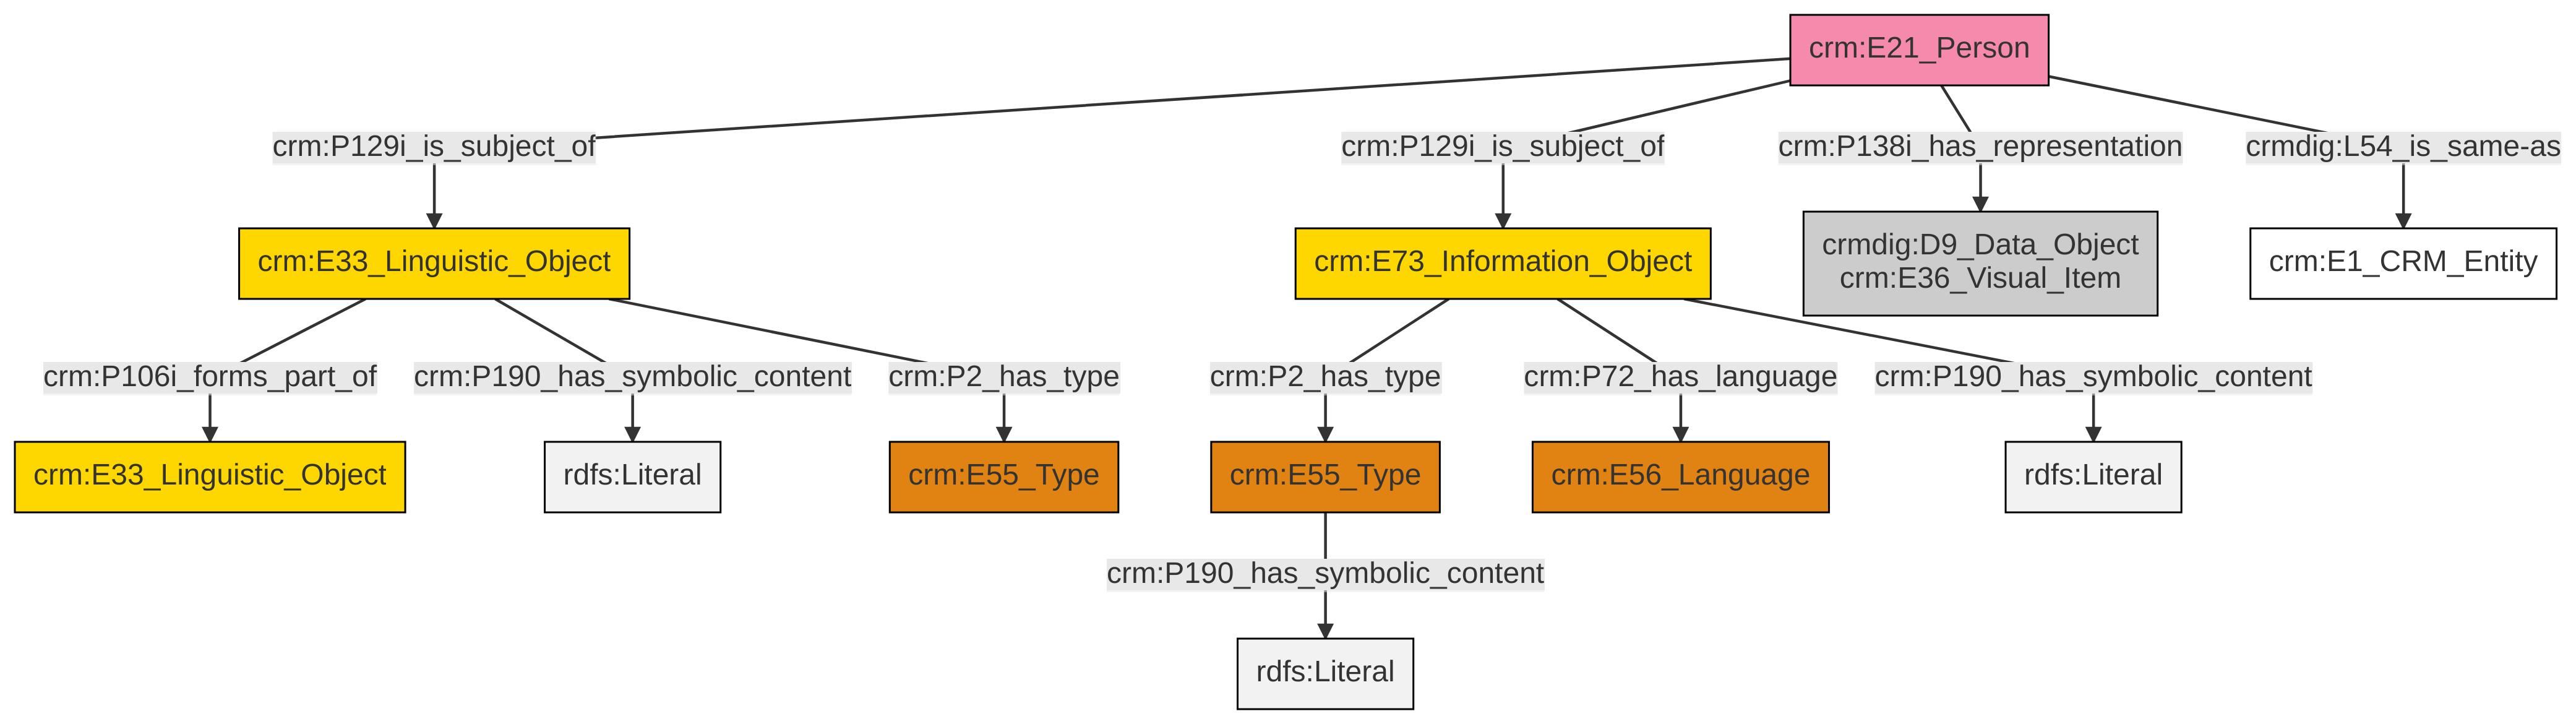 crm:E21_Person
crm:P129i_is_subject_of
crm:P129i_is_subject_of
crm:P138i_has_representation
crmdig:L54_is_same-as
crm:E33_Linguistic_Object
crm:E73_Information_Object
crmdig:D9_Data_Object
crm:E36_Visual_Item
crm:E1_CRM_Entity
crm:P106i_forms_part_of
crm:P190_has_symbolic_content
crm:P2_has_type
crm:P2_has_type
crm:P72_has_language
crm:P190_has_symbolic_content
crm:E33_Linguistic_Object
rdfs:Literal
crm:E55_Type
crm:E55_Type
crm:E56_Language
rdfs:Literal
crm:P190_has_symbolic_content
rdfs:Literal